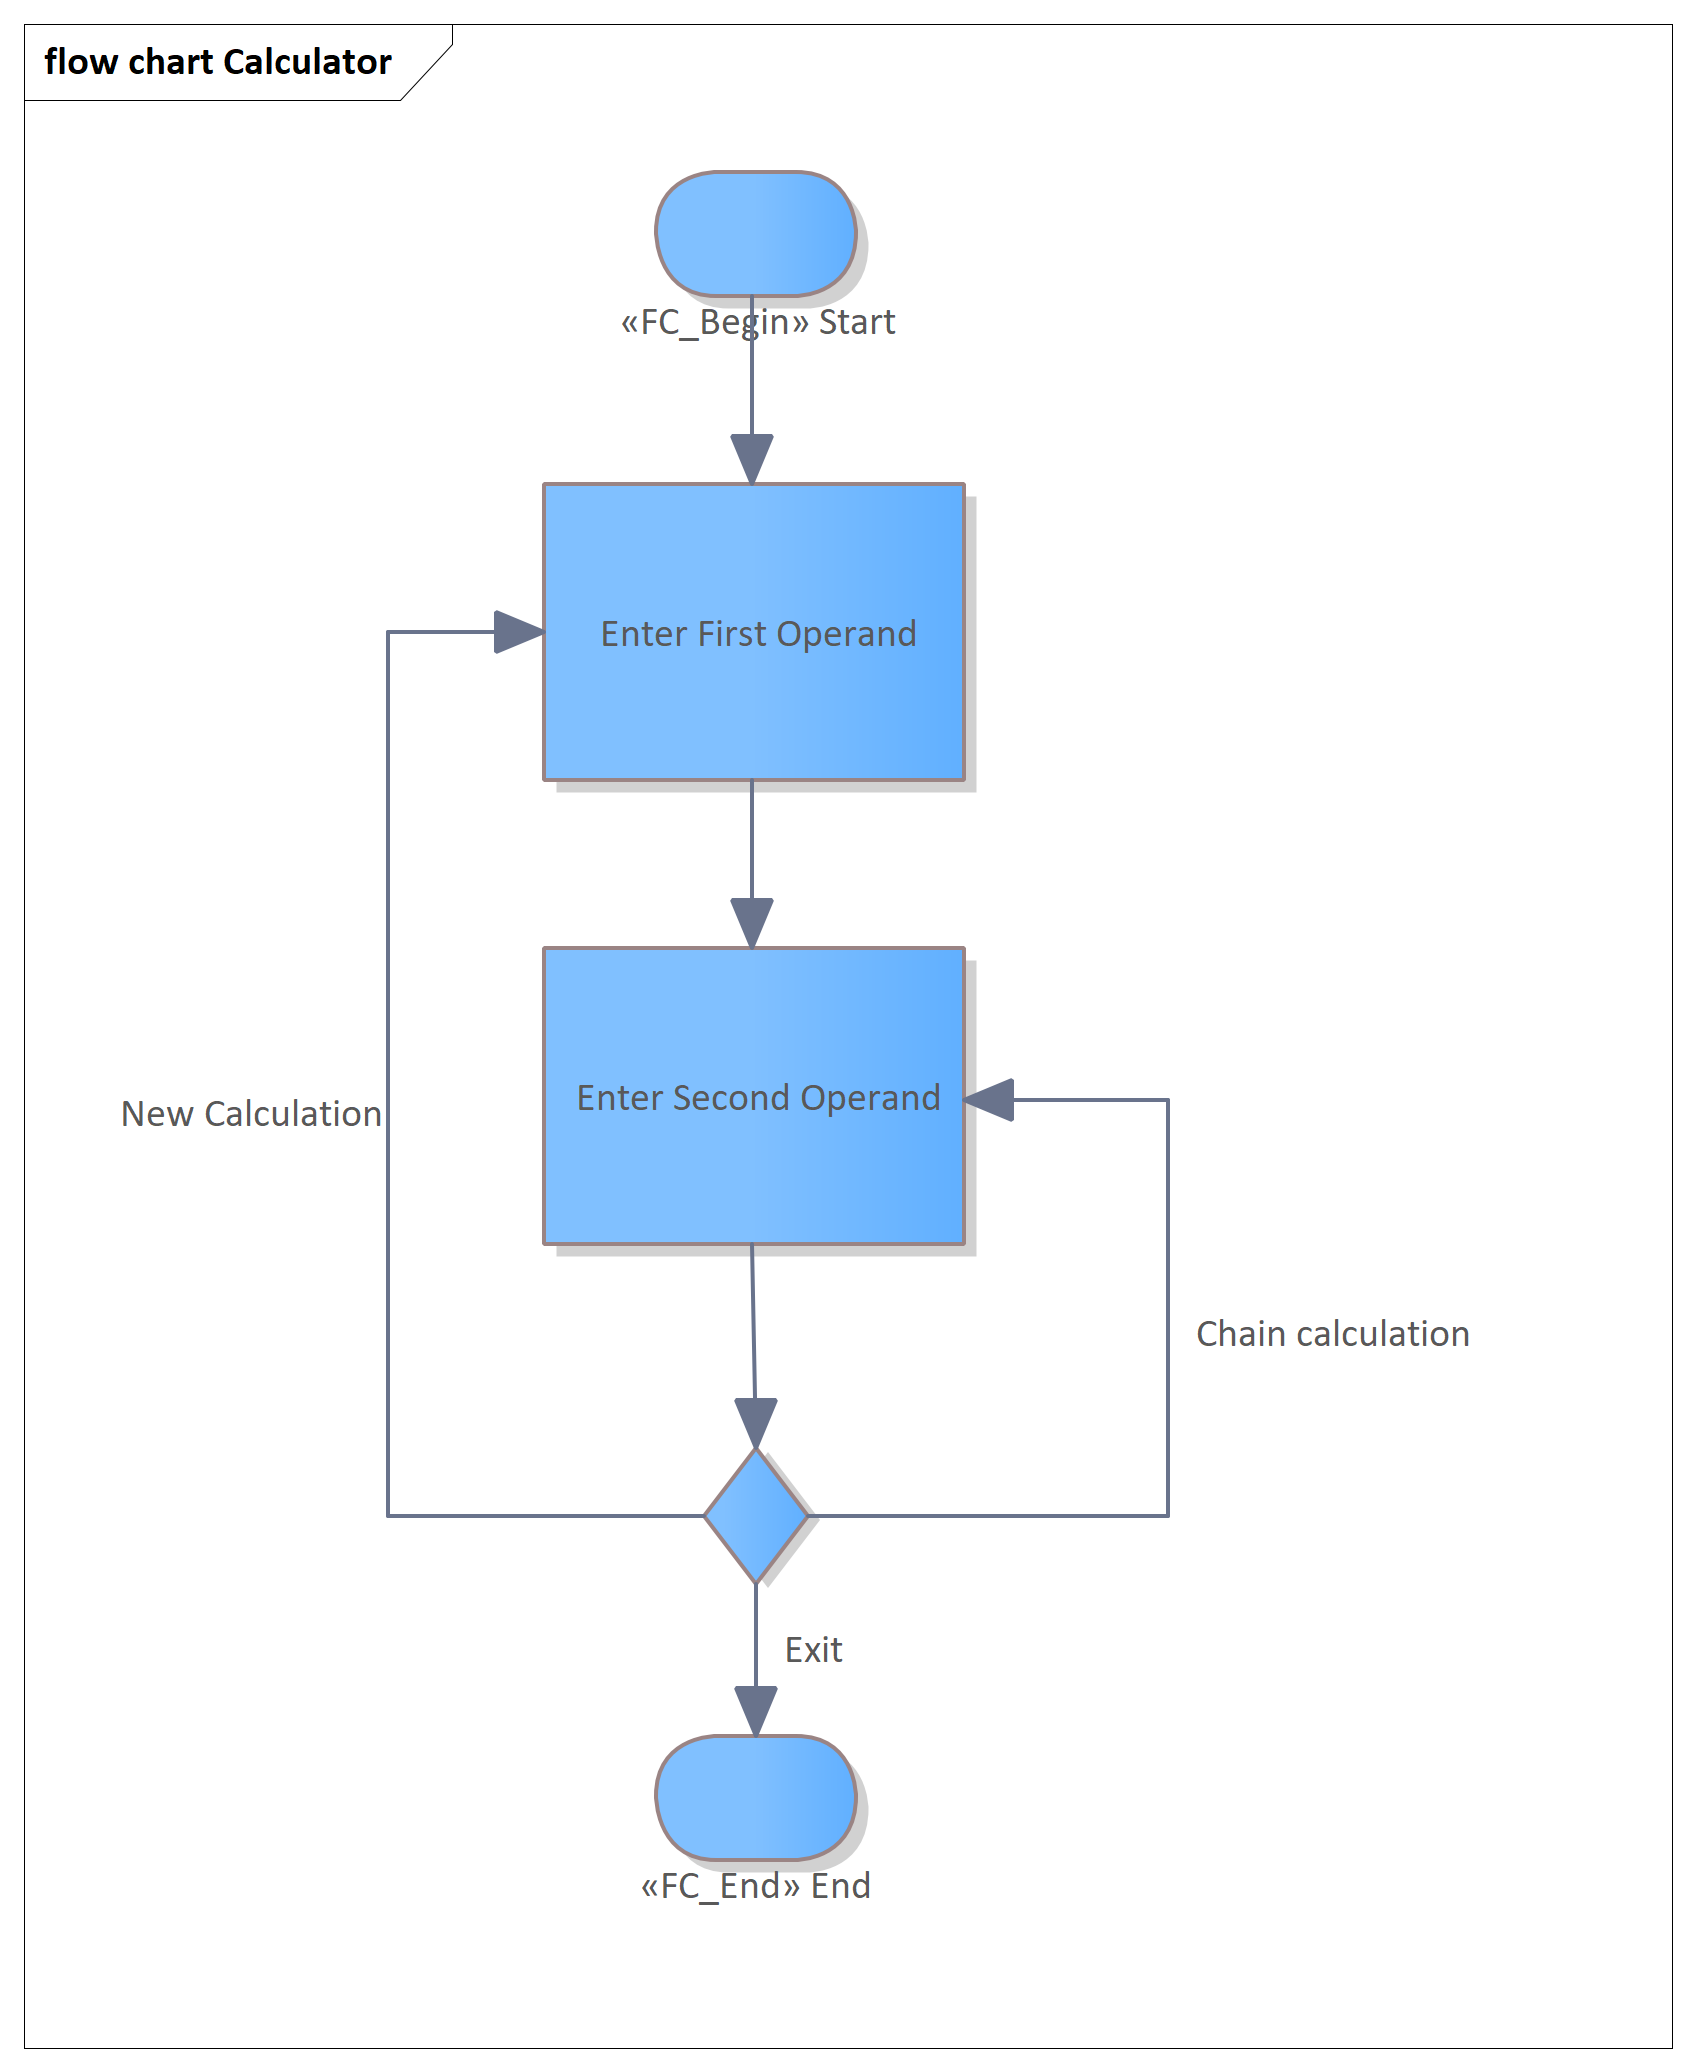 flow chart Calculator
«FC_Begin» Start
Enter First Operand
Enter Second Operand
New Calculation
Chain calculation
Exit
«FC_End» End